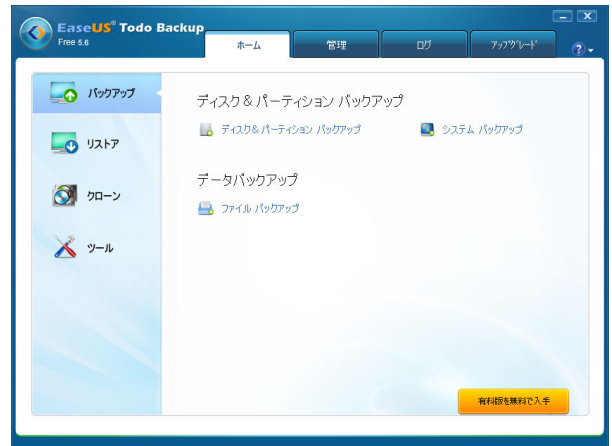 EaseUS® Todo Backup
Free 5.6
ホーム
管理
ログ
アップグレード
?
バックアップ
リストア
クローン
ツール
ディスク & パーティション バックアップ
ディスク&パーティション バックアップ
システム バックアップ
データバックアップ
ファイル バックアップ
有料版を無料で入手